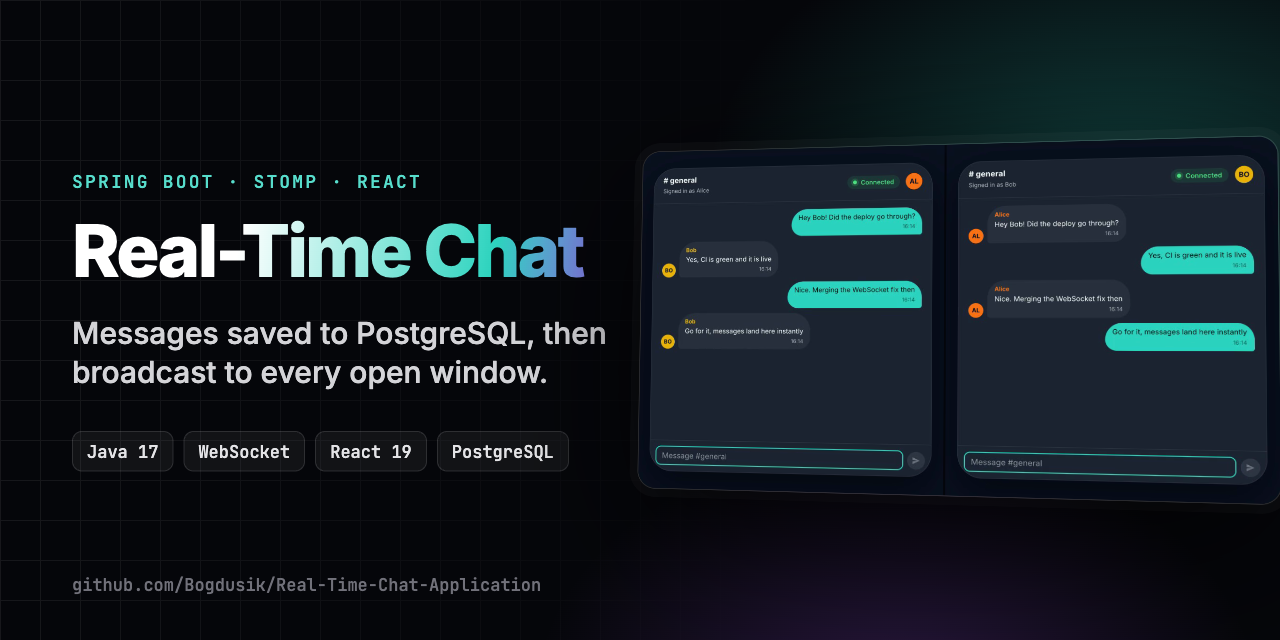 SPRING BOOT · STOMP · REACT
Real-Time Chat
Messages saved to PostgreSQL, then
broadcast to every open window.
Java 17
WebSocket
React 19
PostgreSQL
github.com/Bogdusik/Real-Time-Chat-Application
# general
Signed in as Alice
Connected
AL
Hey Bob! Did the deploy go through?
16:14
Bob
BO
Yes, CI is green and it is live
16:14
Nice. Merging the WebSocket fix then
16:14
Bob
BO
Go for it, messages land here instantly
16:14
Message #general
# general
Signed in as Bob
Connected
BO
Alice
AL
Hey Bob! Did the deploy go through?
16:14
Yes, CI is green and it is live
16:14
Alice
AL
Nice. Merging the WebSocket fix then
16:14
Go for it, messages land here instantly
16:14
Message #general